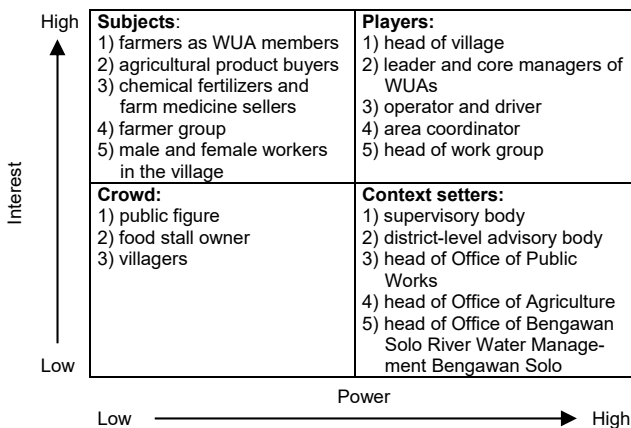 High
Interest
Low
Subjects:
1) farmers as WUA members
2) agricultural product buyers
3) chemical fertilizers and
farm medicine sellers
4) farmer group
5) male and female workers
in the village
Players:
1) head of village
2) leader and core managers of
WUAs
3) operator and driver
4) area coordinator
5) head of work group
Crowd:
1) public figure
2) food stall owner
3) villagers
Context setters:
1) supervisory body
2) district-level advisory body
3) head of Office of Public
Works
4) head of Office of Agriculture
5) head of Office of Bengawan
Solo River Water Manage-
ment Bengawan Solo
Power
Low
High